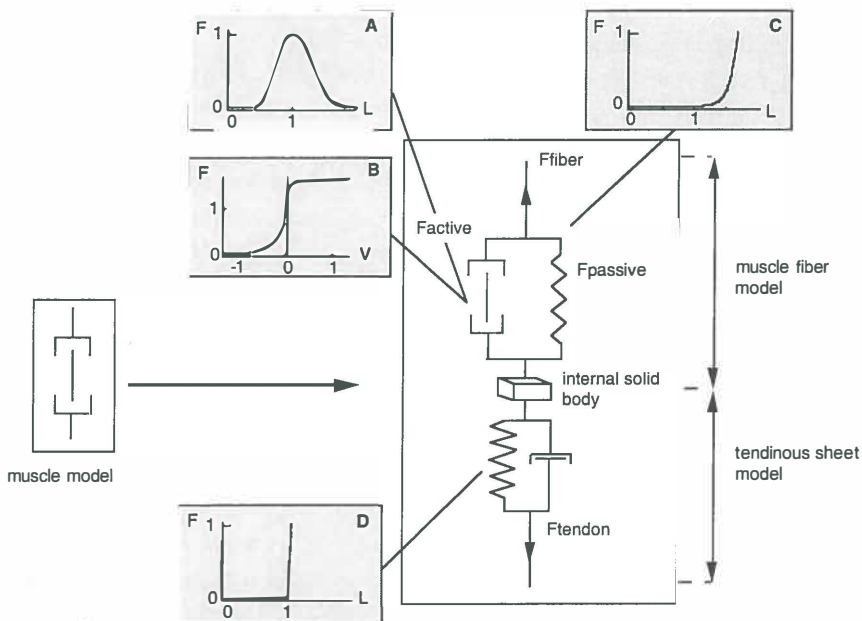 F
1
A
0
0
1
L
F
1
C
0
0
1
L
F
B
1
0
-1
0
1
V
Ffiber
Factive
Fpassive
muscle fiber
model
internal solid
body
muscle model
tendinous sheet
model
F
1
D
0
0
1
L
Ftendon